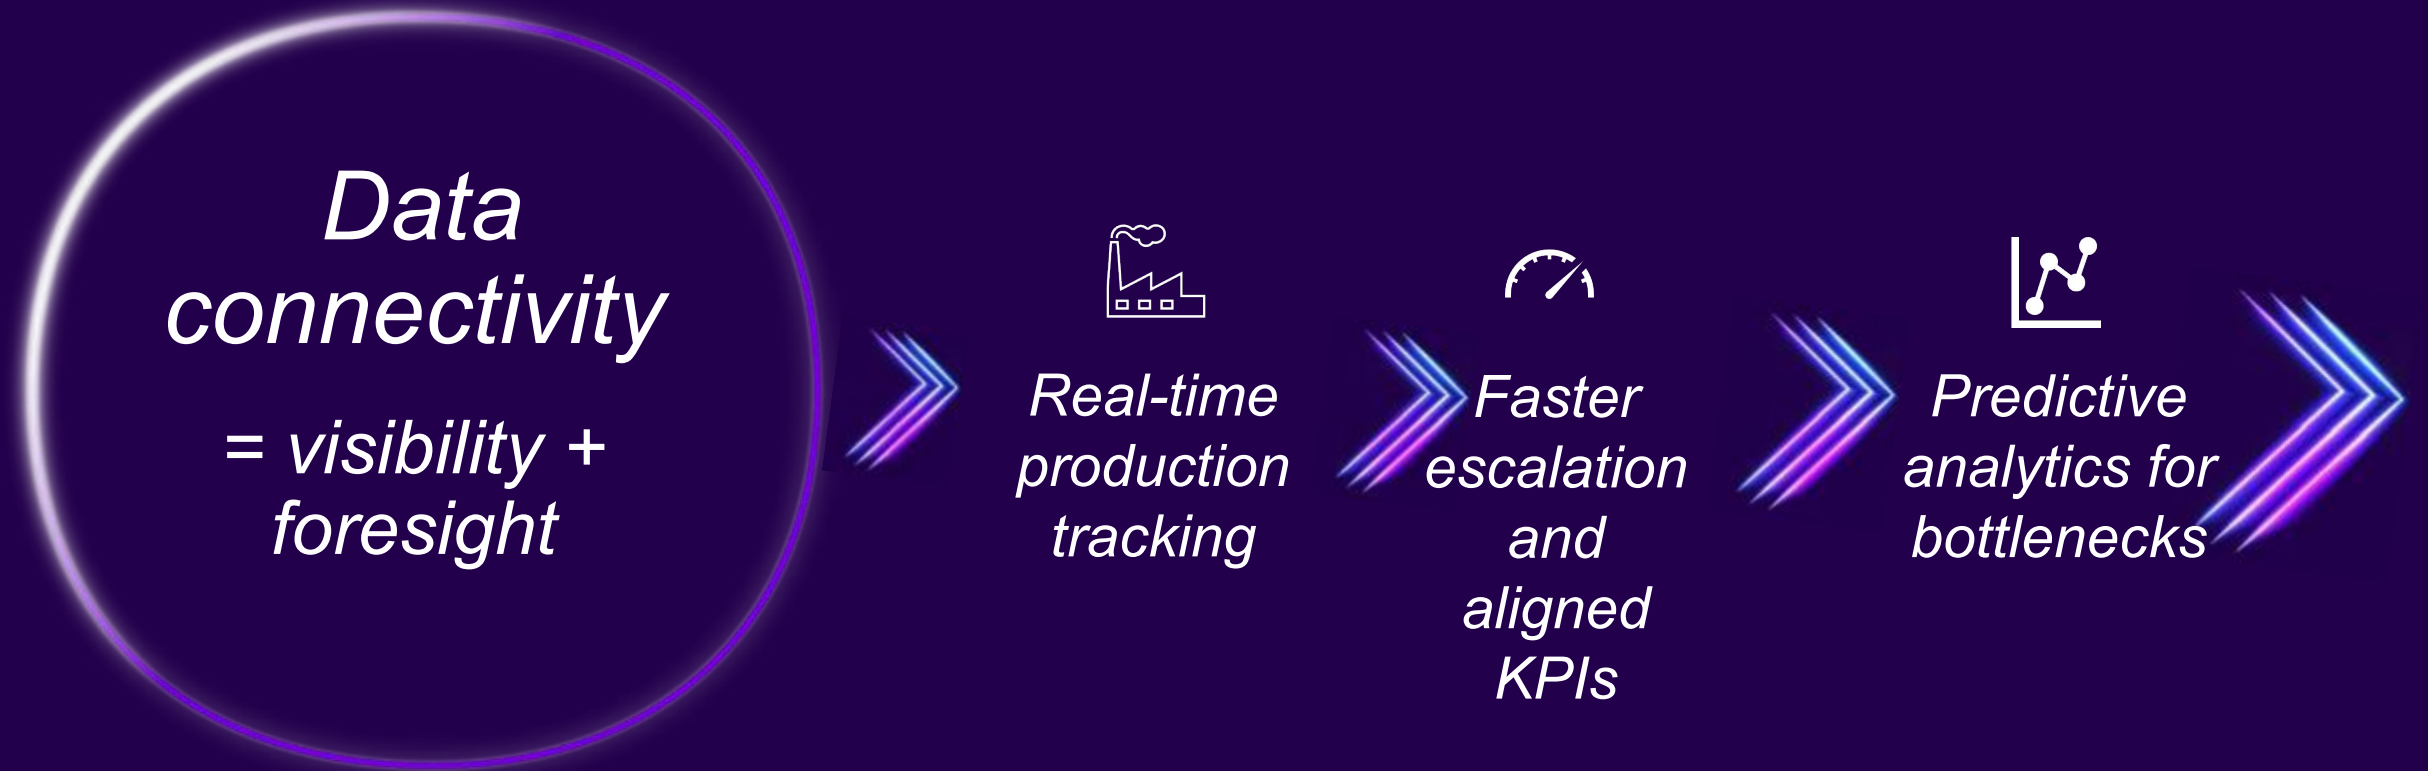 Data
connectivity
= visibility +
foresight
Real-time
production
tracking
Faster
escalation
and
aligned
KPIs
Predictive
analytics for
bottlenecks